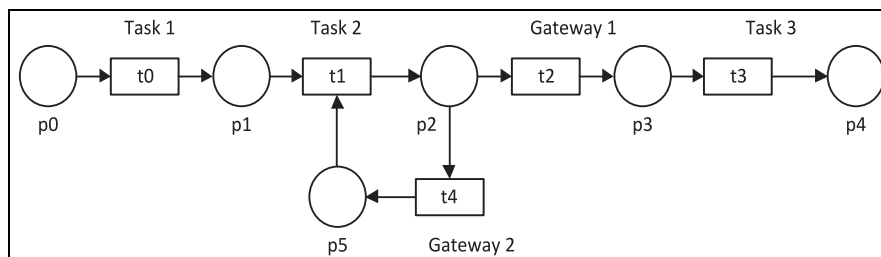 Task 1 Task 2 Gateway 1 Task 3
t0 t1 t2 t3
p0 p1 p2 p3 p4
t4
p5 Gateway 2